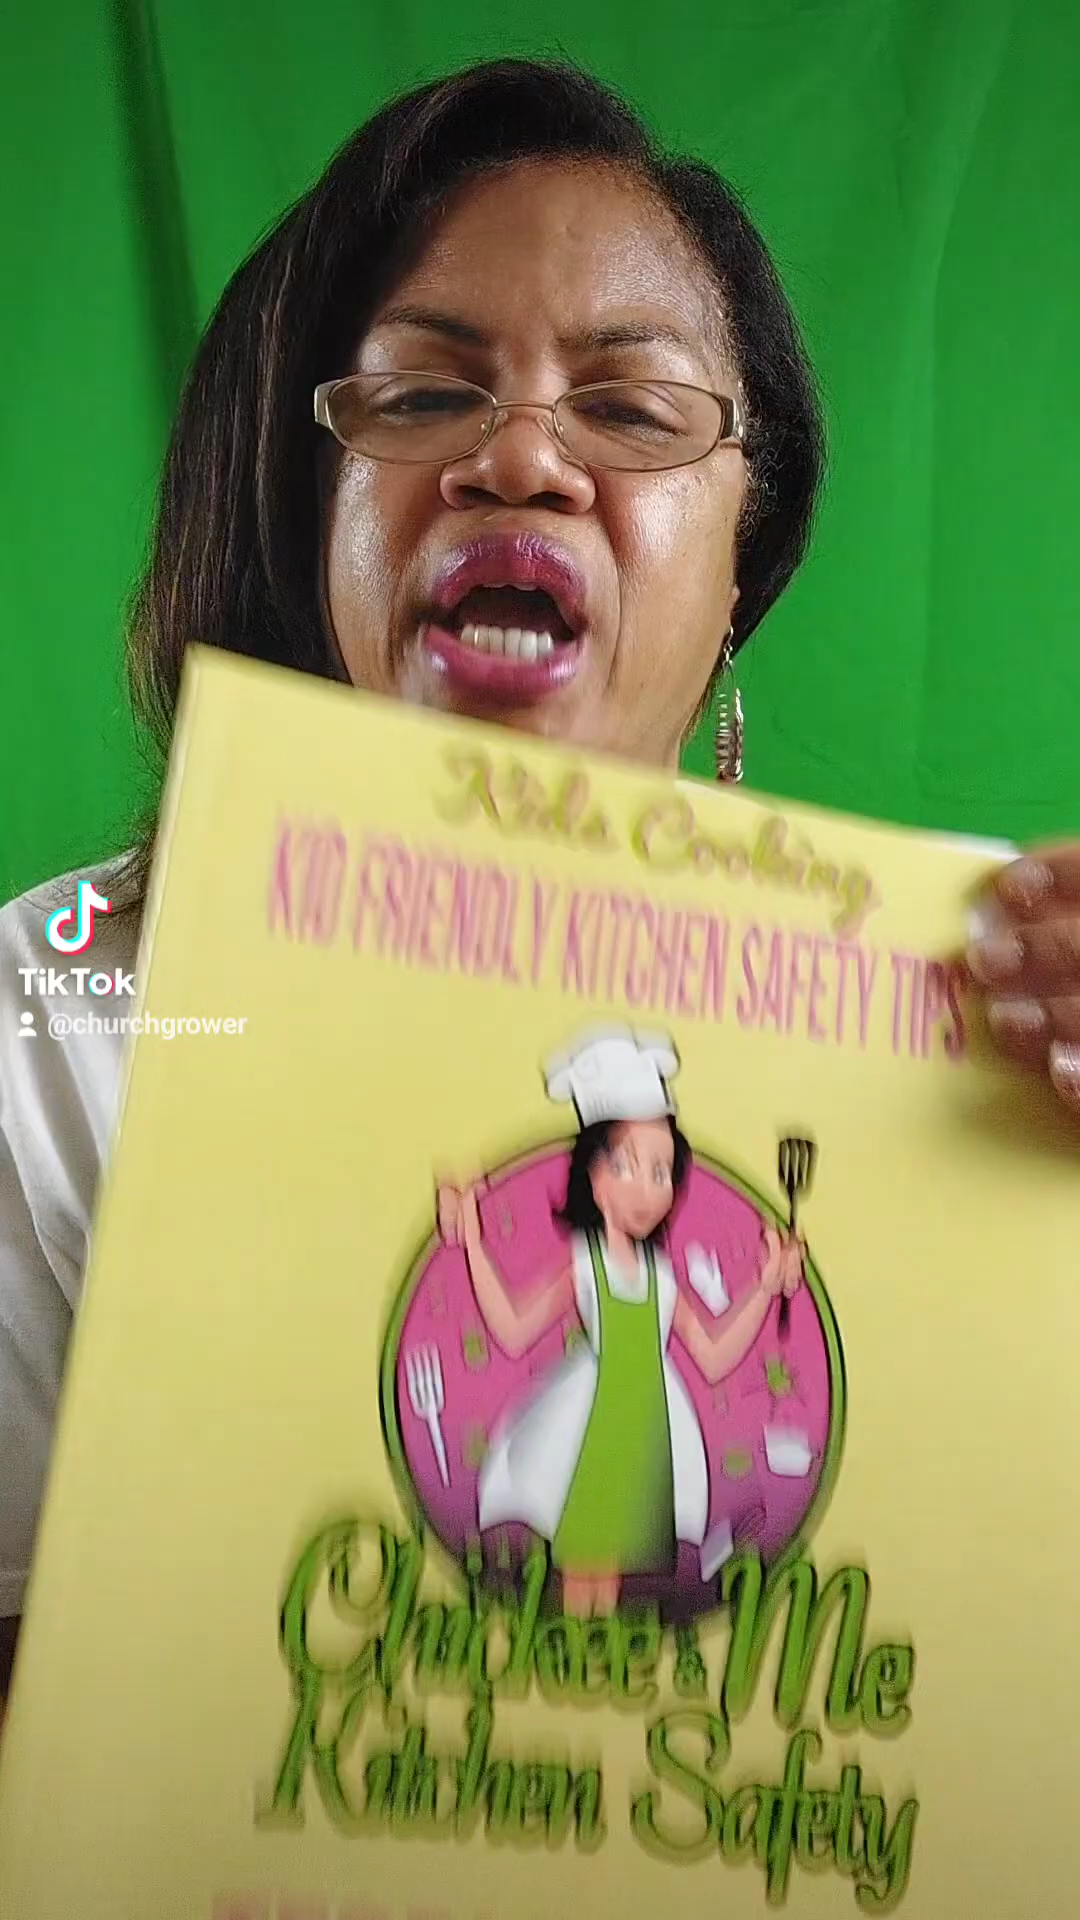 Kids Cooking
KID FRIENDLY KITCHEN SAFETY TIPS
TikTok
@churchgrower
& Me
Kitchen Safety